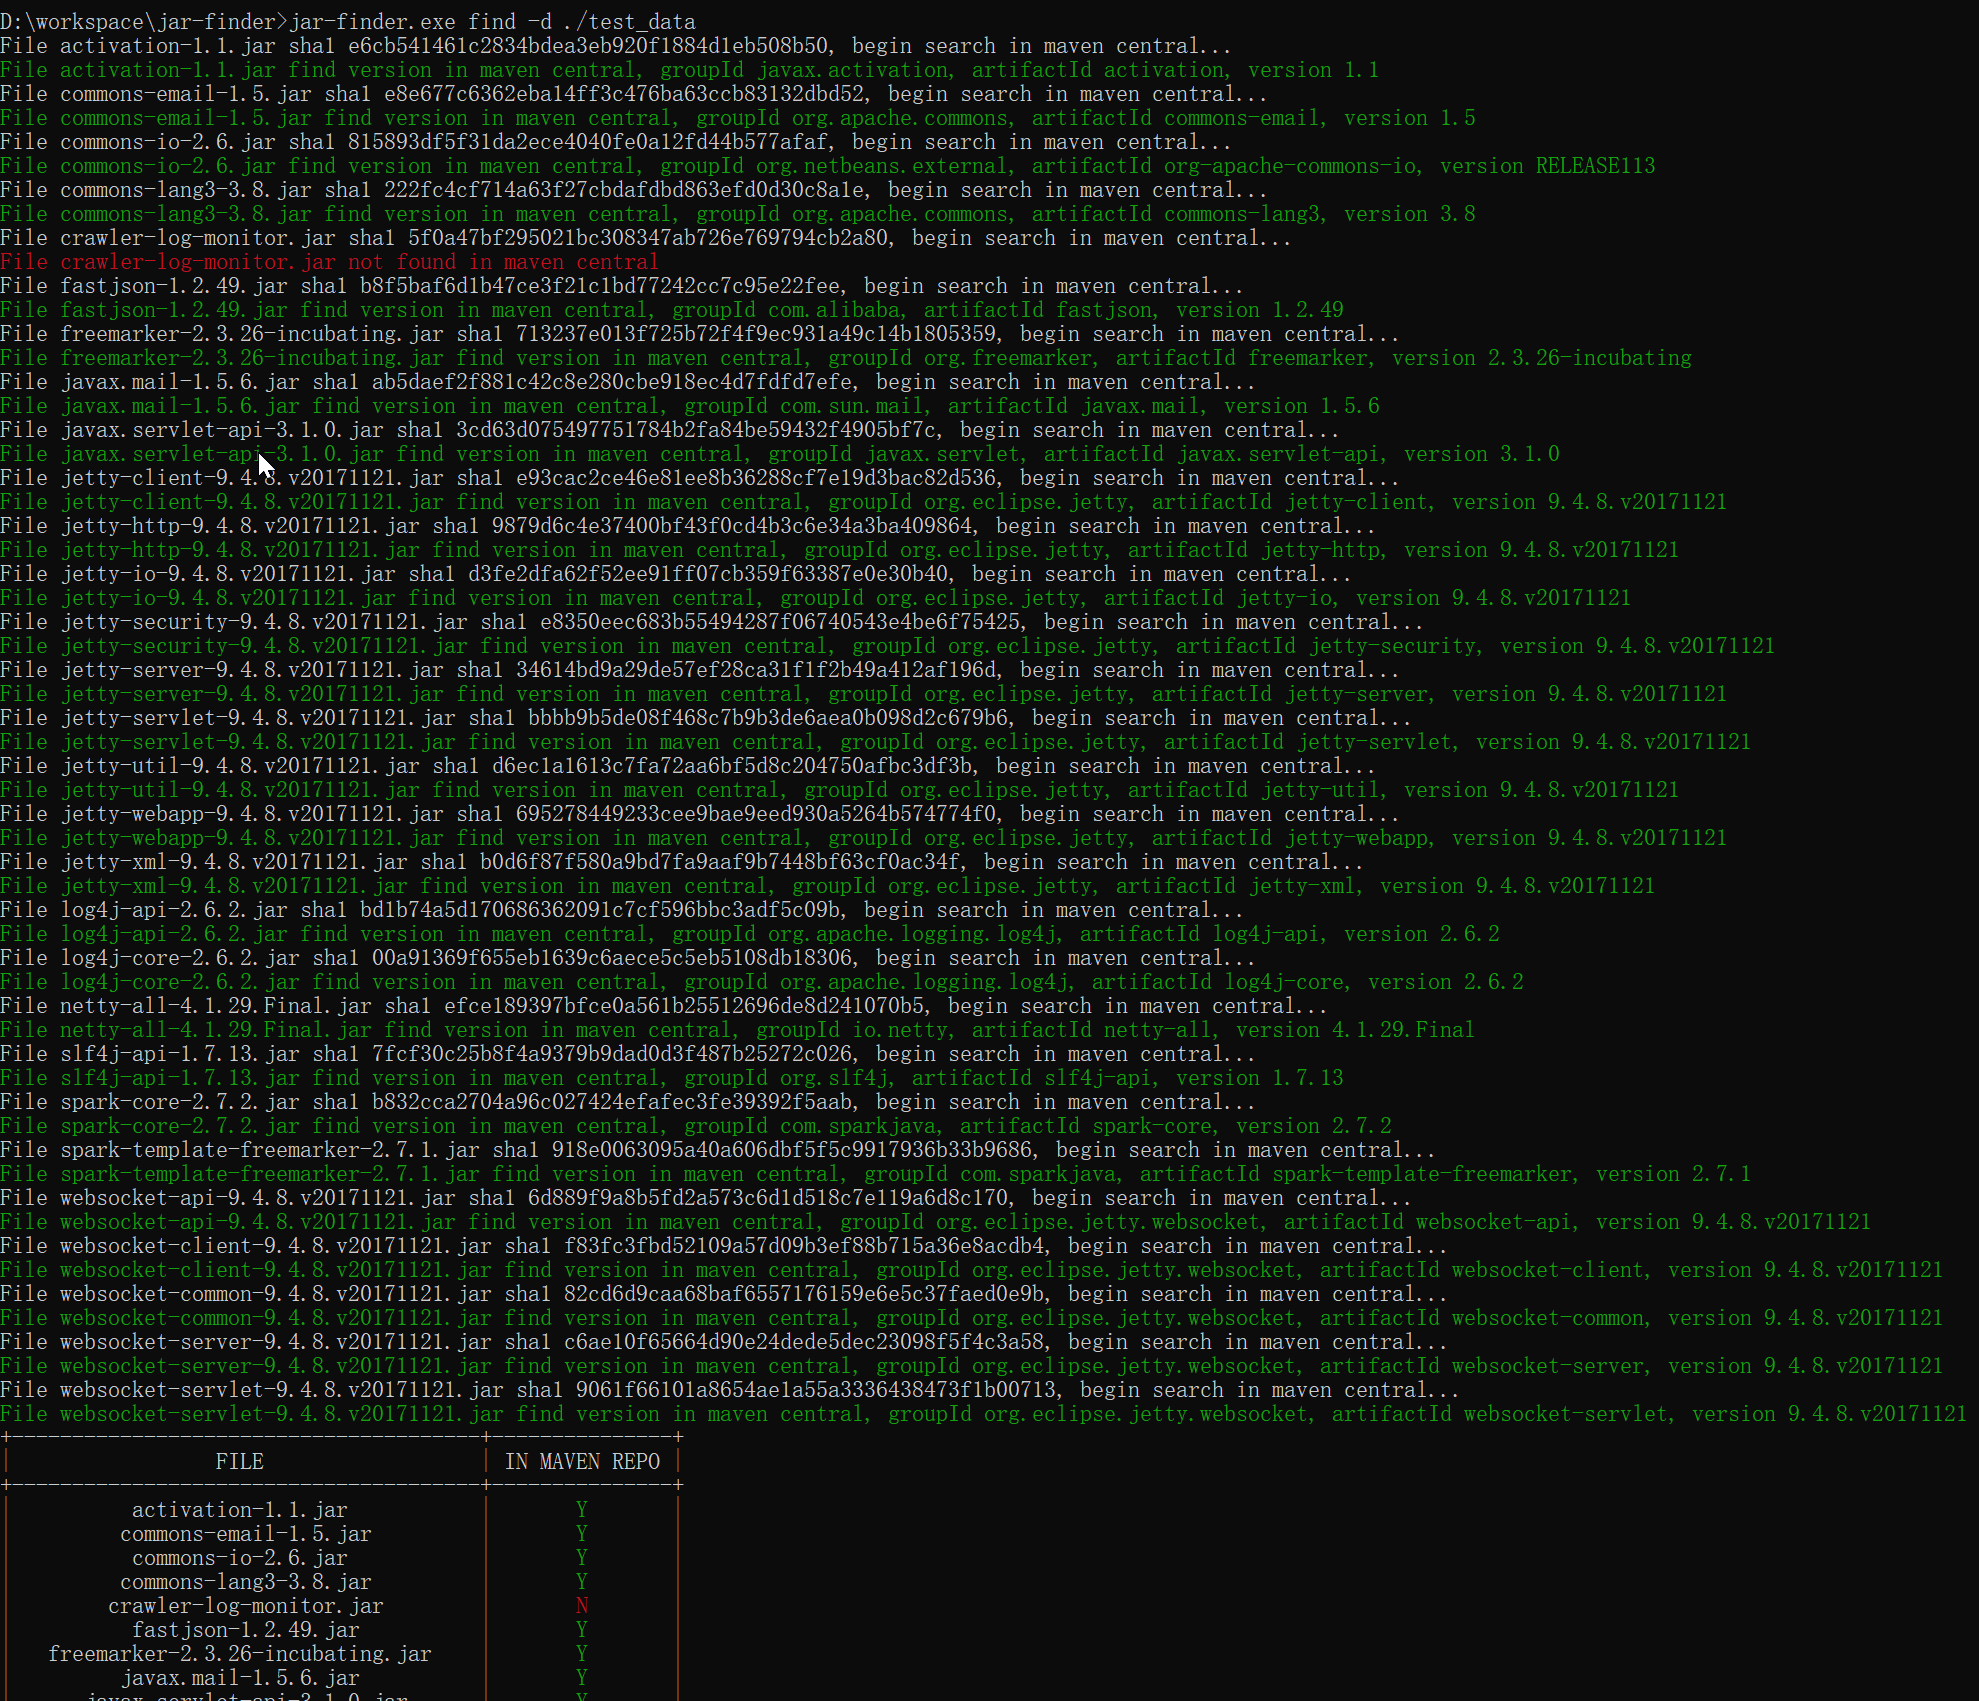 D:\workspace\jar-finder>jar-finder.exe find -d ./test_data
File activation-1.1.jar sha1 e6cb541461c2834bdea3eb920f1884d1eb508b50, begin search in maven central...
File activation-1.1.jar find version in maven central, groupId javax.activation, artifactId activation, version 1.1
File commons-email-1.5.jar sha1 e8e677c6362eba14ff3c476ba63ccb83132dbd52, begin search in maven central...
File commons-email-1.5.jar find version in maven central, groupId org.apache.commons, artifactId commons-email, version 1.5
File commons-io-2.6.jar sha1 815893df5f31da2ece4040fe0a12fd44b577afaf, begin search in maven central...
File commons-io-2.6.jar find version in maven central, groupId org.netbeans.external, artifactId org-apache-commons-io, version RELEASE113
File commons-lang3-3.8.jar sha1 222fc4cf714a63f27cbdafdbd863efd0d30c8a1e, begin search in maven central...
File commons-lang3-3.8.jar find version in maven central, groupId org.apache.commons, artifactId commons-lang3, version 3.8
File crawler-log-monitor.jar sha1 5f0a47bf295021bc308347ab726e769794cb2a80, begin search in maven central...
File crawler-log-monitor.jar not found in maven central
File fastjson-1.2.49.jar sha1 b8f5baf6d1b47ce3f21c1bd77242cc7c95e22fee, begin search in maven central...
File fastjson-1.2.49.jar find version in maven central, groupId com.alibaba, artifactId fastjson, version 1.2.49
File freemarker-2.3.26-incubating.jar sha1 713237e013f725b72f4f9ec931a49c14b1805359, begin search in maven central...
File freemarker-2.3.26-incubating.jar find version in maven central, groupId org.freemarker, artifactId freemarker, version 2.3.26-incubating
File javax.mail-1.5.6.jar sha1 ab5daef2f881c42c8e280cbe918ec4d7fdfd7efe, begin search in maven central...
File javax.mail-1.5.6.jar find version in maven central, groupId com.sun.mail, artifactId javax.mail, version 1.5.6
File javax.servlet-api-3.1.0.jar sha1 3cd63d075497751784b2fa84be59432f4905bf7c, begin search in maven central...
File javax.servlet-api-3.1.0.jar find version in maven central, groupId javax.servlet, artifactId javax.servlet-api, version 3.1.0
File jetty-client-9.4.8.v20171121.jar sha1 e93cac2ce46e81ee8b36288cf7e19d3bac82d536, begin search in maven central...
File jetty-client-9.4.8.v20171121.jar find version in maven central, groupId org.eclipse.jetty, artifactId jetty-client, version 9.4.8.v20171121
File jetty-http-9.4.8.v20171121.jar sha1 9879d6c4e37400bf43f0cd4b3c6e34a3ba409864, begin search in maven central...
File jetty-http-9.4.8.v20171121.jar find version in maven central, groupId org.eclipse.jetty, artifactId jetty-http, version 9.4.8.v20171121
File jetty-io-9.4.8.v20171121.jar sha1 d3fe2dfa62f52ee91ff07cb359f63387e0e30b40, begin search in maven central...
File jetty-io-9.4.8.v20171121.jar find version in maven central, groupId org.eclipse.jetty, artifactId jetty-io, version 9.4.8.v20171121
File jetty-security-9.4.8.v20171121.jar sha1 e8350eec683b55494287f06740543e4be6f75425, begin search in maven central...
File jetty-security-9.4.8.v20171121.jar find version in maven central, groupId org.eclipse.jetty, artifactId jetty-security, version 9.4.8.v20171121
File jetty-server-9.4.8.v20171121.jar sha1 34614bd9a29de57ef28ca31f1f2b49a412af196d, begin search in maven central...
File jetty-server-9.4.8.v20171121.jar find version in maven central, groupId org.eclipse.jetty, artifactId jetty-server, version 9.4.8.v20171121
File jetty-servlet-9.4.8.v20171121.jar sha1 bbbb9b5de08f468c7b9b3de6aea0b098d2c679b6, begin search in maven central...
File jetty-servlet-9.4.8.v20171121.jar find version in maven central, groupId org.eclipse.jetty, artifactId jetty-servlet, version 9.4.8.v20171121
File jetty-util-9.4.8.v20171121.jar sha1 d6ec1a1613c7fa72aa6bf5d8c204750afbc3df3b, begin search in maven central...
File jetty-util-9.4.8.v20171121.jar find version in maven central, groupId org.eclipse.jetty, artifactId jetty-util, version 9.4.8.v20171121
File jetty-webapp-9.4.8.v20171121.jar sha1 695278449233cee9bae9eed930a5264b574774f0, begin search in maven central...
File jetty-webapp-9.4.8.v20171121.jar find version in maven central, groupId org.eclipse.jetty, artifactId jetty-webapp, version 9.4.8.v20171121
File jetty-xml-9.4.8.v20171121.jar sha1 b0d6f87f580a9bd7fa9aaf9b7448bf63cf0ac34f, begin search in maven central...
File jetty-xml-9.4.8.v20171121.jar find version in maven central, groupId org.eclipse.jetty, artifactId jetty-xml, version 9.4.8.v20171121
File log4j-api-2.6.2.jar sha1 bd1b74a5d170686362091c7cf596bbc3adf5c09b, begin search in maven central...
File log4j-api-2.6.2.jar find version in maven central, groupId org.apache.logging.log4j, artifactId log4j-api, version 2.6.2
File log4j-core-2.6.2.jar sha1 00a91369f655eb1639c6aece5c5eb5108db18306, begin search in maven central...
File log4j-core-2.6.2.jar find version in maven central, groupId org.apache.logging.log4j, artifactId log4j-core, version 2.6.2
File netty-all-4.1.29.Final.jar sha1 efce189397bfce0a561b25512696de8d241070b5, begin search in maven central...
File netty-all-4.1.29.Final.jar find version in maven central, groupId io.netty, artifactId netty-all, version 4.1.29.Final
File slf4j-api-1.7.13.jar sha1 7fcf30c25b8f4a9379b9dad0d3f487b25272c026, begin search in maven central...
File slf4j-api-1.7.13.jar find version in maven central, groupId org.slf4j, artifactId slf4j-api, version 1.7.13
File spark-core-2.7.2.jar sha1 b832cca2704a96c027424efafec3fe39392f5aab, begin search in maven central...
File spark-core-2.7.2.jar find version in maven central, groupId com.sparkjava, artifactId spark-core, version 2.7.2
File spark-template-freemarker-2.7.1.jar sha1 918e0063095a40a606dbf5f5c9917936b33b9686, begin search in maven central...
File spark-template-freemarker-2.7.1.jar find version in maven central, groupId com.sparkjava, artifactId spark-template-freemarker, version 2.7.1
File websocket-api-9.4.8.v20171121.jar sha1 6d889f9a8b5fd2a573c6d1d518c7e119a6d8c170, begin search in maven central...
File websocket-api-9.4.8.v20171121.jar find version in maven central, groupId org.eclipse.jetty.websocket, artifactId websocket-api, version 9.4.8.v20171121
File websocket-client-9.4.8.v20171121.jar sha1 f83fc3fbd52109a57d09b3ef88b715a36e8acdb4, begin search in maven central...
File websocket-client-9.4.8.v20171121.jar find version in maven central, groupId org.eclipse.jetty.websocket, artifactId websocket-client, version 9.4.8.v20171121
File websocket-common-9.4.8.v20171121.jar sha1 82cd6d9caa68baf6557176159e6e5c37faed0e9b, begin search in maven central...
File websocket-common-9.4.8.v20171121.jar find version in maven central, groupId org.eclipse.jetty.websocket, artifactId websocket-common, version 9.4.8.v20171121
File websocket-server-9.4.8.v20171121.jar sha1 c6ae10f65664d90e24dede5dec23098f5f4c3a58, begin search in maven central...
File websocket-server-9.4.8.v20171121.jar find version in maven central, groupId org.eclipse.jetty.websocket, artifactId websocket-server, version 9.4.8.v20171121
File websocket-servlet-9.4.8.v20171121.jar sha1 9061f66101a8654ae1a55a3336438473f1b00713, begin search in maven central...
File websocket-servlet-9.4.8.v20171121.jar find version in maven central, groupId org.eclipse.jetty.websocket, artifactId websocket-servlet, version 9.4.8.v20171121
FILE IN MAVEN REPO
activation-1.1.jar Y
commons-email-1.5.jar Y
commons-io-2.6.jar Y
commons-lang3-3.8.jar Y
crawler-log-monitor.jar N
fastjson-1.2.49.jar Y
freemarker-2.3.26-incubating.jar Y
javax.mail-1.5.6.jar Y
javax.servlet-api-3.1.0.jar Y